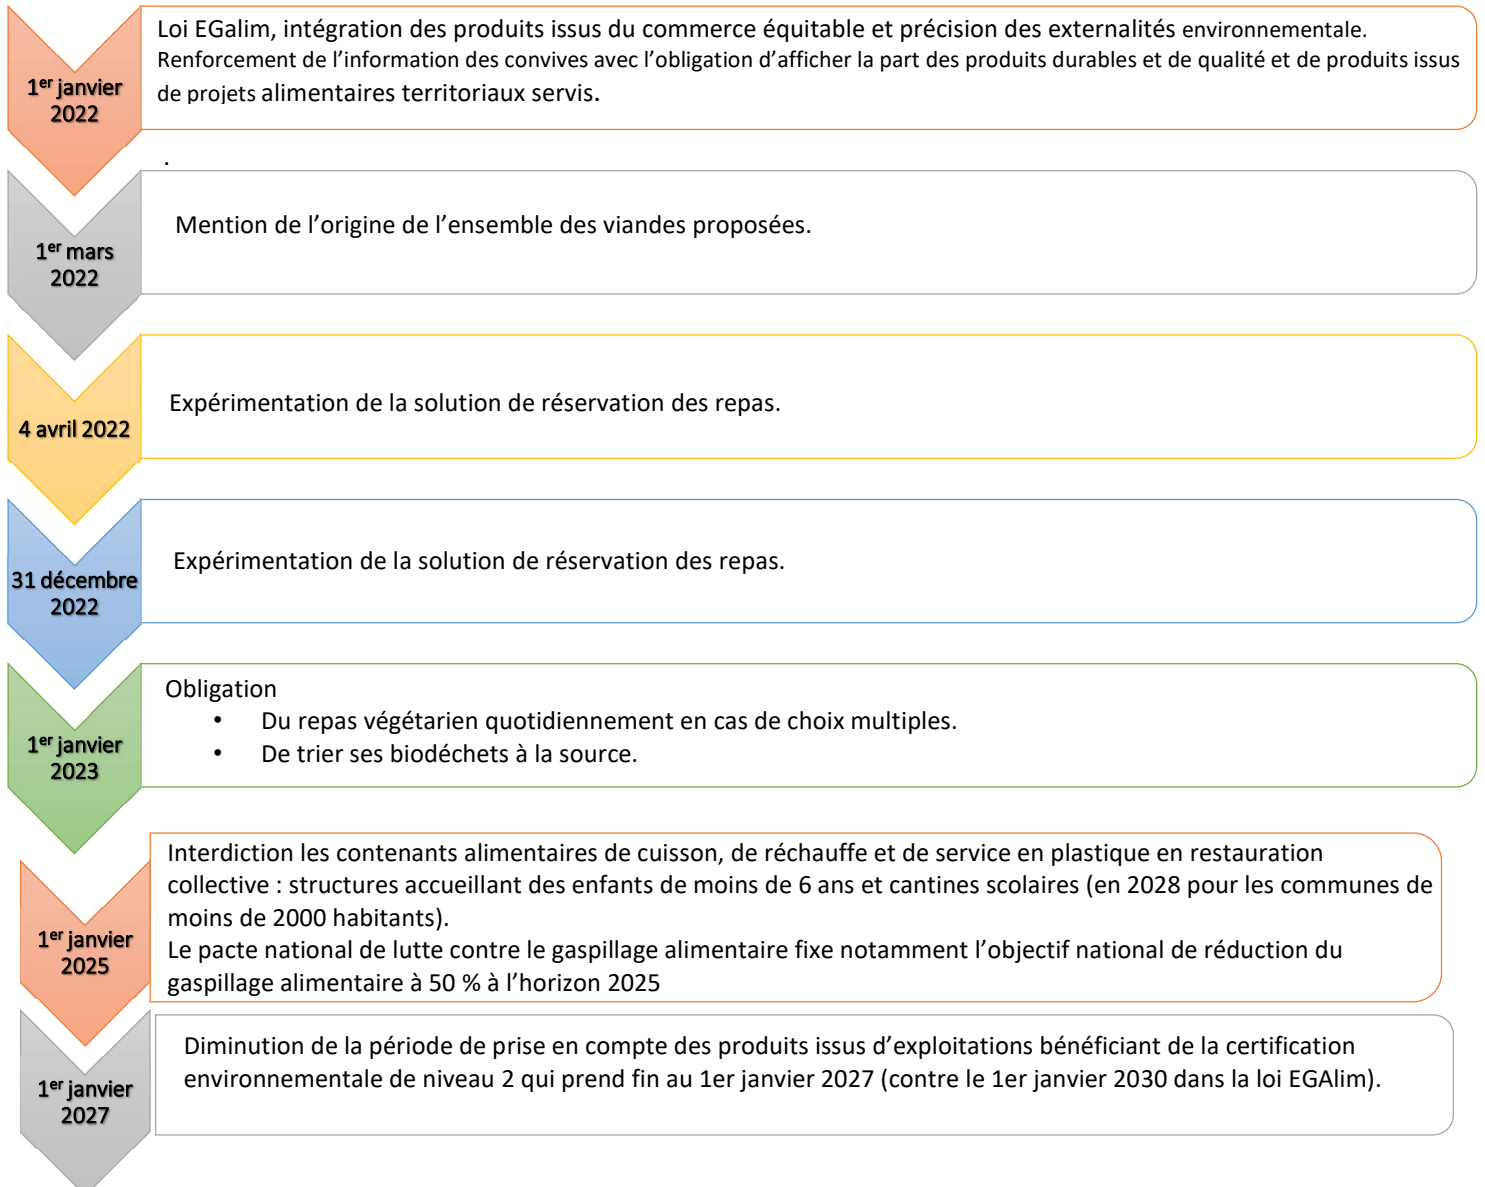 Loi EGalim, intégration des produits issus du commerce équitable et précision des externalités environnementale.
Renforcement de l’information des convives avec l’obligation d’afficher la part des produits durables et de qualité et de produits issus
de projets alimentaires territoriaux servis.
1er janvier
2022
.
Mention de l’origine de l’ensemble des viandes proposées.
1er mars
2022
Expérimentation de la solution de réservation des repas.
4 avril 2022
Expérimentation de la solution de réservation des repas.
31 décembre
2022
Obligation
• Du repas végétarien quotidiennement en cas de choix multiples.
• De trier ses biodéchets à la source.
1er janvier
2023
Interdiction les contenants alimentaires de cuisson, de réchauffe et de service en plastique en restauration
collective : structures accueillant des enfants de moins de 6 ans et cantines scolaires (en 2028 pour les communes de
moins de 2000 habitants).
Le pacte national de lutte contre le gaspillage alimentaire fixe notamment l’objectif national de réduction du
gaspillage alimentaire à 50 % à l’horizon 2025
1er janvier
2025
Diminution de la période de prise en compte des produits issus d’exploitations bénéficiant de la certification
environnementale de niveau 2 qui prend fin au 1er janvier 2027 (contre le 1er janvier 2030 dans la loi EGAlim).
1er janvier
2027